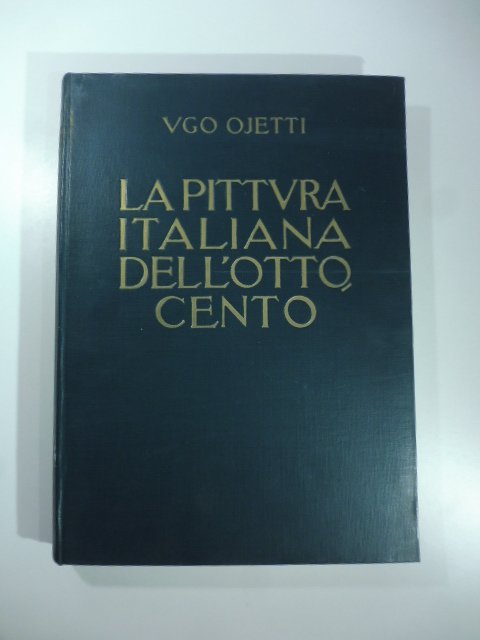 VGO OJETTI
LA PITTVRA
ITALIANA
DELL'OTTO,
CENTO